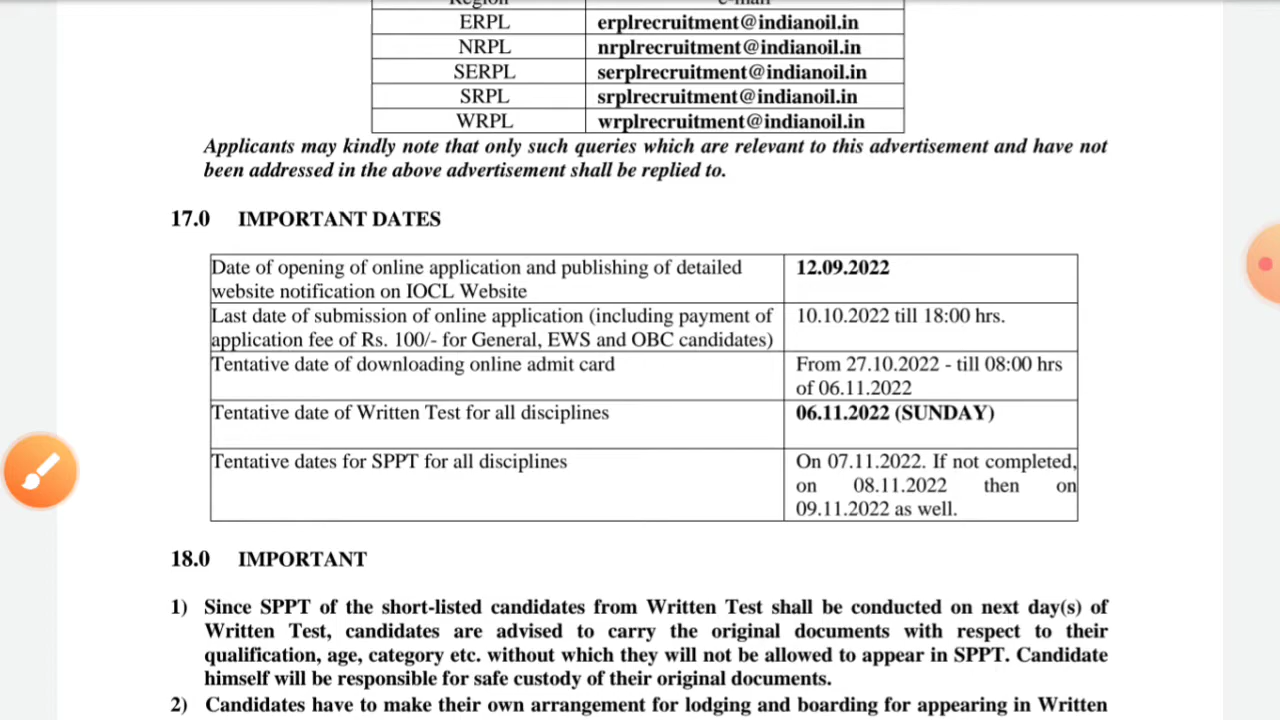 Region e-mail
ERPL erplrecruitment@indianoil.in
NRPL nrplrecruitment@indianoil.in
SERPL serplrecruitment@indianoil.in
SRPL srplrecruitment@indianoil.in
WRPL wrplrecruitment@indianoil.in
Applicants may kindly note that only such queries which are relevant to this advertisement and have not
been addressed in the above advertisement shall be replied to.
17.0 IMPORTANT DATES
Date of opening of online application and publishing of detailed 12.09.2022
website notification on IOCL Website
Last date of submission of online application (including payment of 10.10.2022 till 18:00 hrs.
application fee of Rs. 100/- for General, EWS and OBC candidates)
Tentative date of downloading online admit card From 27.10.2022 - till 08:00 hrs
of 06.11.2022
Tentative date of Written Test for all disciplines 06.11.2022 (SUNDAY)
Tentative dates for SPPT for all disciplines On 07.11.2022. If not completed,
on 08.11.2022 then on
09.11.2022 as well.
18.0 IMPORTANT
1) Since SPPT of the short-listed candidates from Written Test shall be conducted on next day(s) of
Written Test, candidates are advised to carry the original documents with respect to their
qualification, age, category etc. without which they will not be allowed to appear in SPPT. Candidate
himself will be responsible for safe custody of their original documents.
2) Candidates have to make their own arrangement for lodging and boarding for appearing in Written